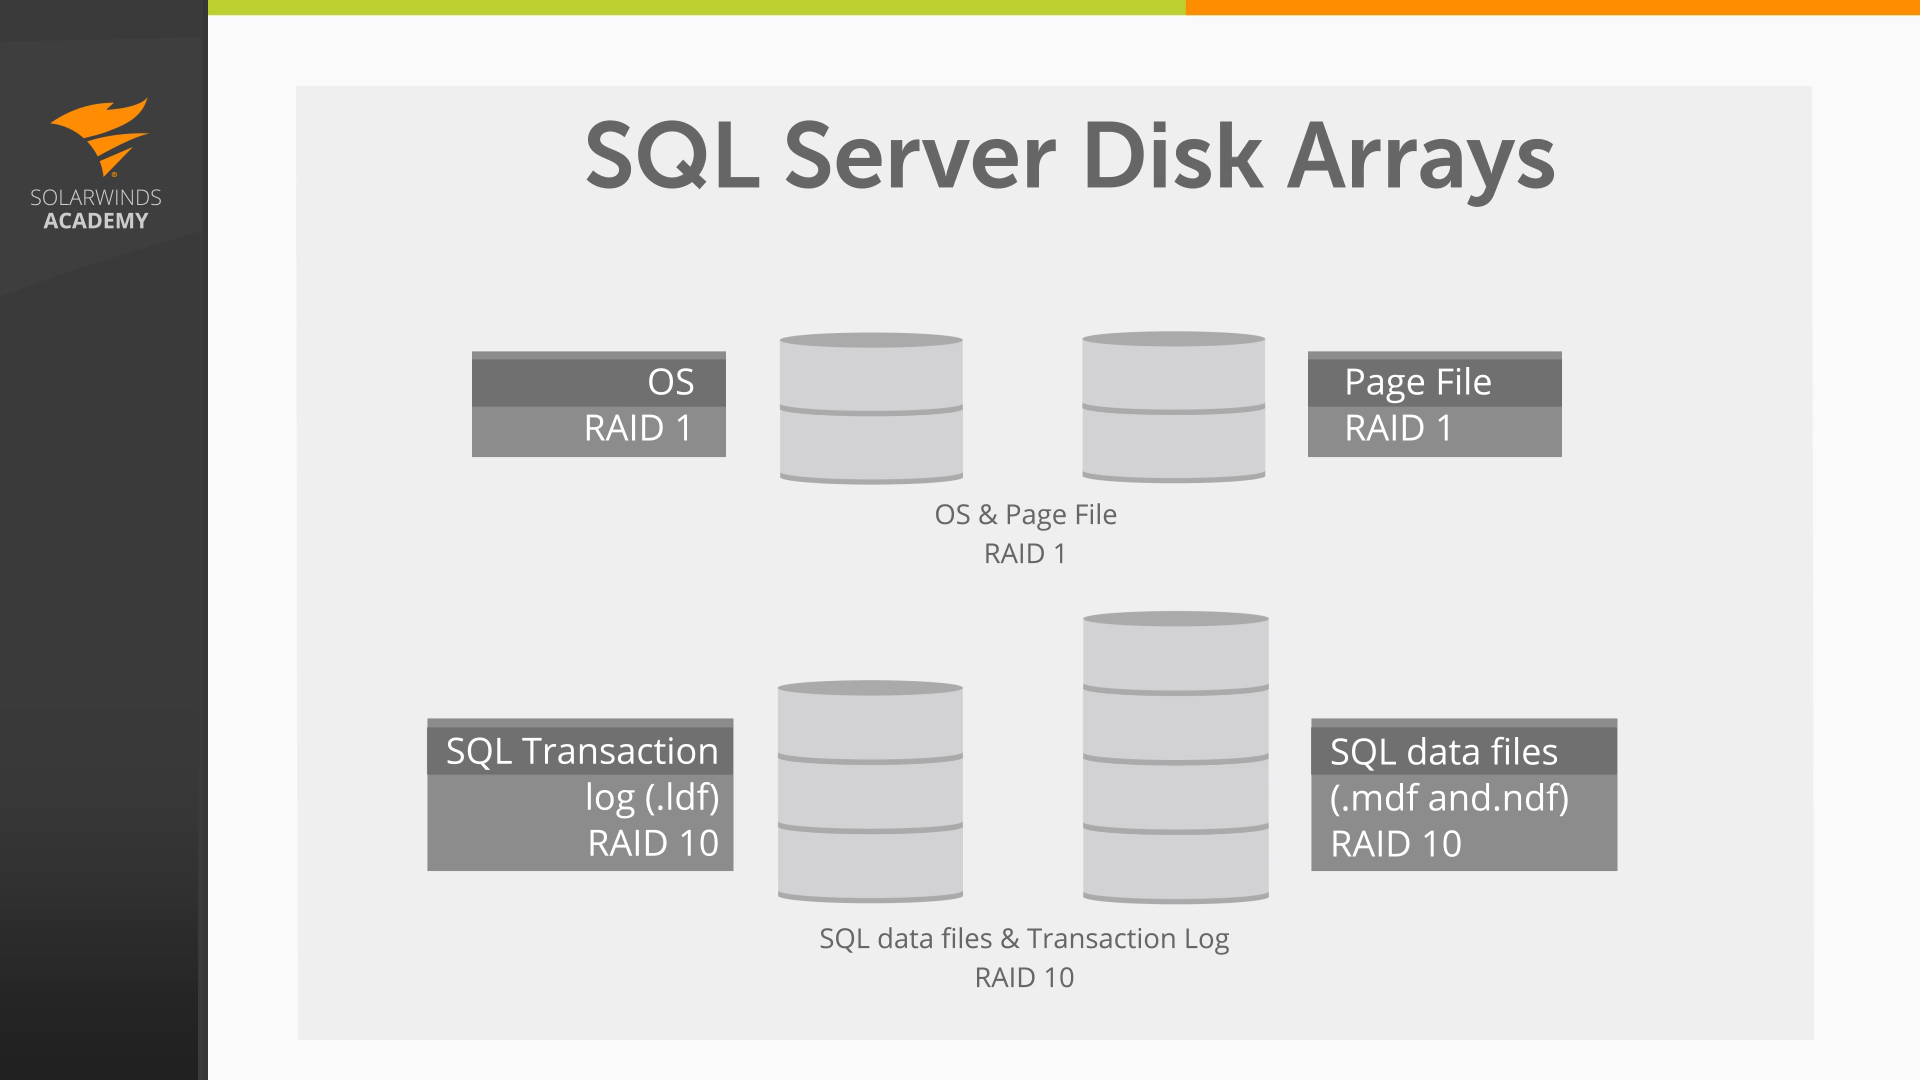 SOLARWINDS
ACADEMY
SQL Server Disk Arrays
OS
RAID 1
Page File
RAID 1
OS & Page File
RAID 1
SQL Transaction
log (.ldf)
RAID 10
SQL data files
(.mdf and.ndf)
RAID 10
SQL data files & Transaction Log
RAID 10